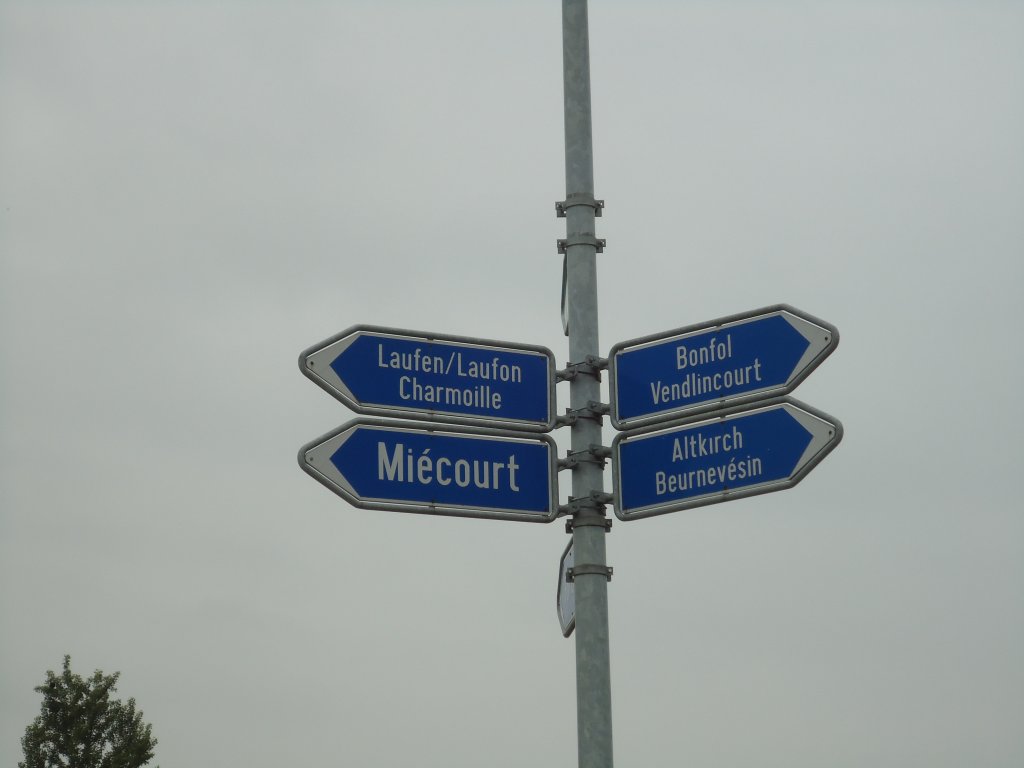 Laufen/Laufon
Charmoille
Miécourt
Bonfol
Vendlincourt
Altkirch
Beurnevésin